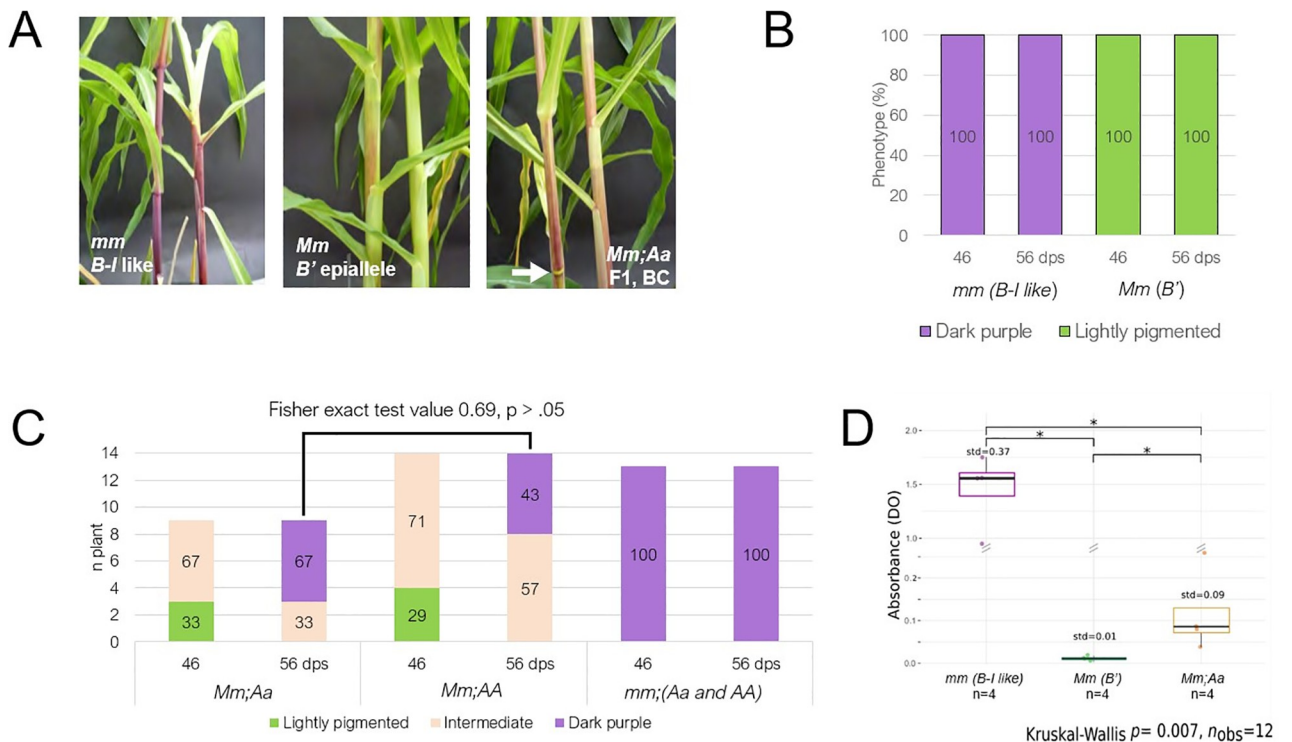 A
mm
B-I like
Mm
B' epiallele
Mm;Aa
F1, BC
B
Phenotype (%)
100
80
60
40
20
0
100
100
100
100
46
56 dps
46
56 dps
mm (B-I like)
Mm (B')
Dark purple
Lightly pigmented
C
Fisher exact test value 0.69, p > .05
n plant
14
12
10
8
6
4
2
0
67
33
67
33
71
29
43
57
100
100
46
56 dps
46
56 dps
46
56 dps
Mm;Aa
Mm;AA
mm;(Aa and AA)
Lightly pigmented
Intermediate
Dark purple
D
Absorbance (DO)
2.0
1.5
1.0
0.2
0.1
0.0
*
*
*
std=0.37
std=0.01
std=0.09
mm (B-I like)
n=4
Mm (B')
n=4
Mm;Aa
n=4
Kruskal-Wallis p= 0.007, nobs=12